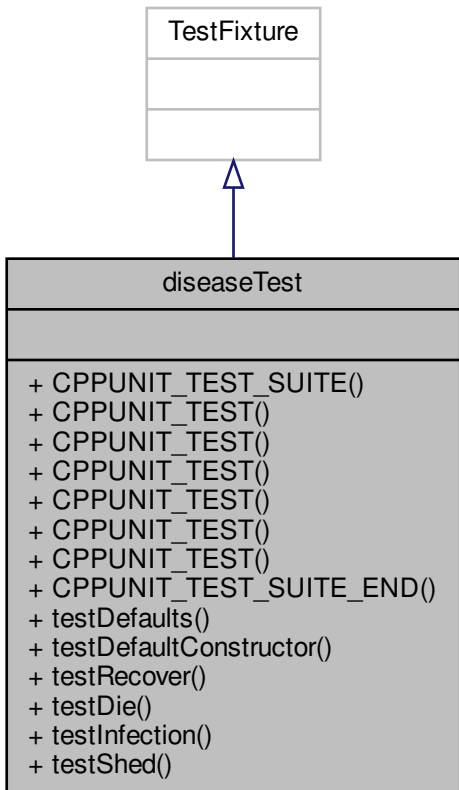 TestFixture
diseaseTest
+ CPPUNIT_TEST_SUITE()
+ CPPUNIT_TEST()
+ CPPUNIT_TEST()
+ CPPUNIT_TEST()
+ CPPUNIT_TEST()
+ CPPUNIT_TEST()
+ CPPUNIT_TEST()
+ CPPUNIT_TEST_SUITE_END()
+ testDefaults()
+ testDefaultConstructor()
+ testRecover()
+ testDie()
+ testInfection()
+ testShed()